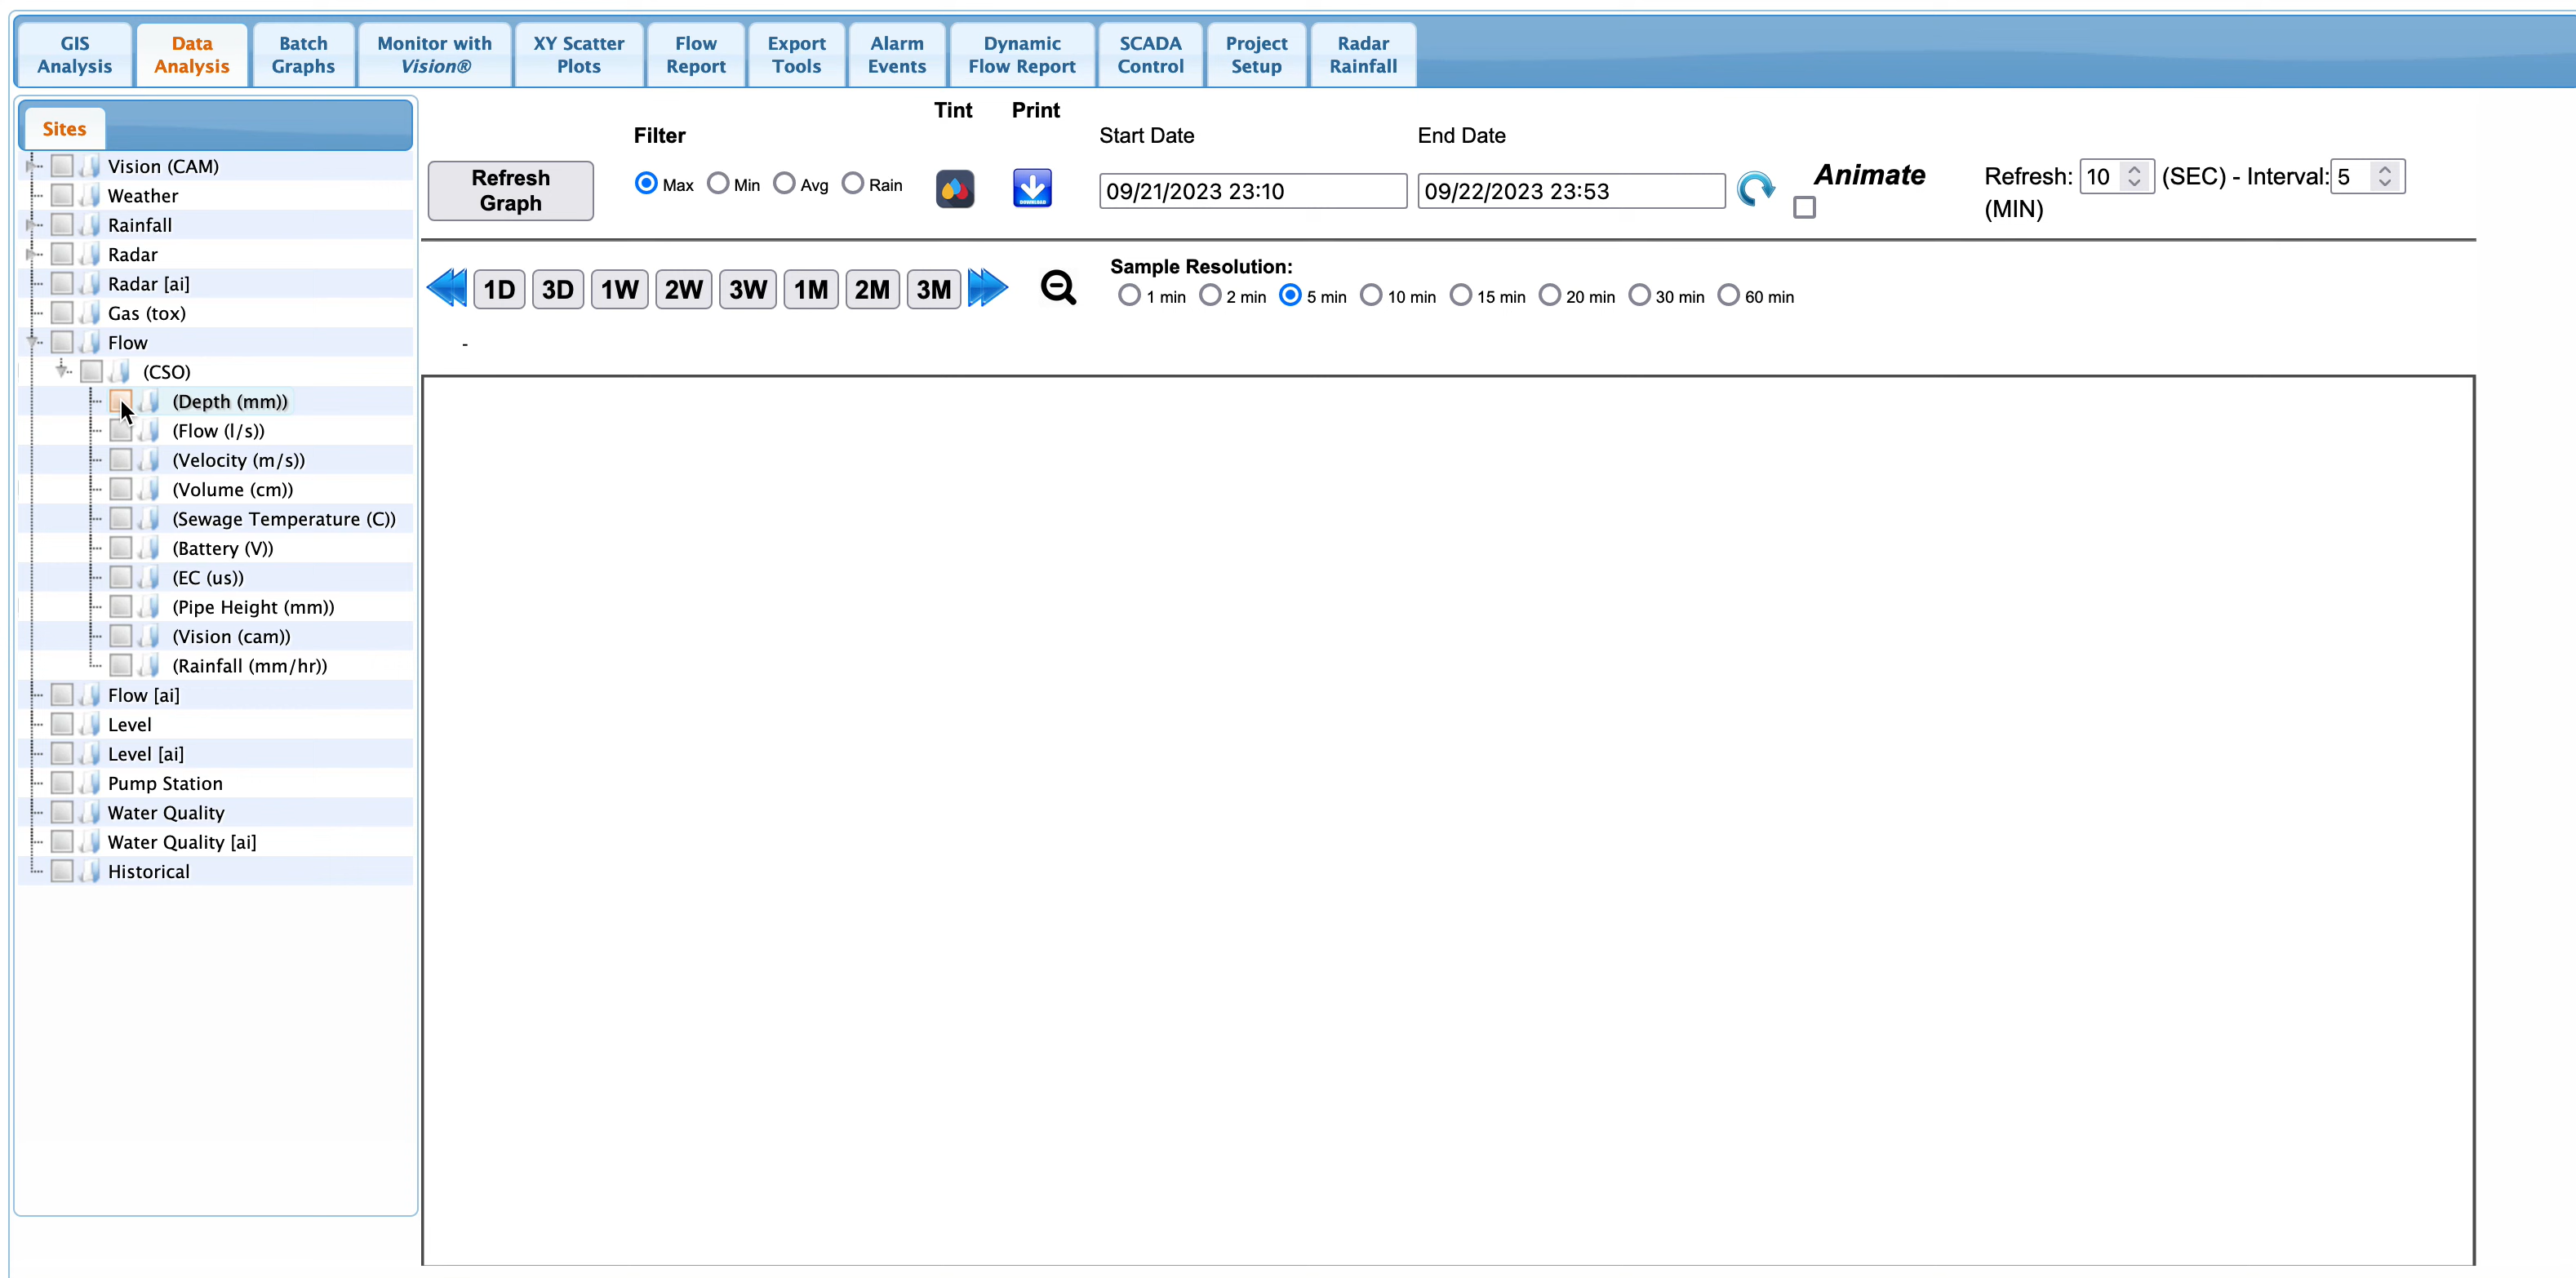 GIS Analysis
Data Analysis
Batch Graphs
Monitor with Vision®
XY Scatter Plots
Flow Report
Export Tools
Alarm Events
Dynamic Flow Report
SCADA Control
Project Setup
Radar Rainfall
Sites
Vision (CAM)
Weather
Rainfall
Radar
Radar [ai]
Gas (tox)
Flow
(CSO)
(Depth (mm))
(Flow (l/s))
(Velocity (m/s))
(Volume (cm))
(Sewage Temperature (C))
(Battery (V))
(EC (us))
(Pipe Height (mm))
(Vision (cam))
(Rainfall (mm/hr))
Flow [ai]
Level
Level [ai]
Pump Station
Water Quality
Water Quality [ai]
Historical
Refresh
Graph
Filter
Max Min Avg Rain
Tint
Print
DOWNLOAD
Start Date
09/21/2023 23:10
End Date
09/22/2023 23:53
Animate
Refresh: 10 (SEC) - Interval: 5
(MIN)
1D 3D 1W 2W 3W 1M 2M 3M
Sample Resolution:
1 min 2 min 5 min 10 min 15 min 20 min 30 min 60 min
-